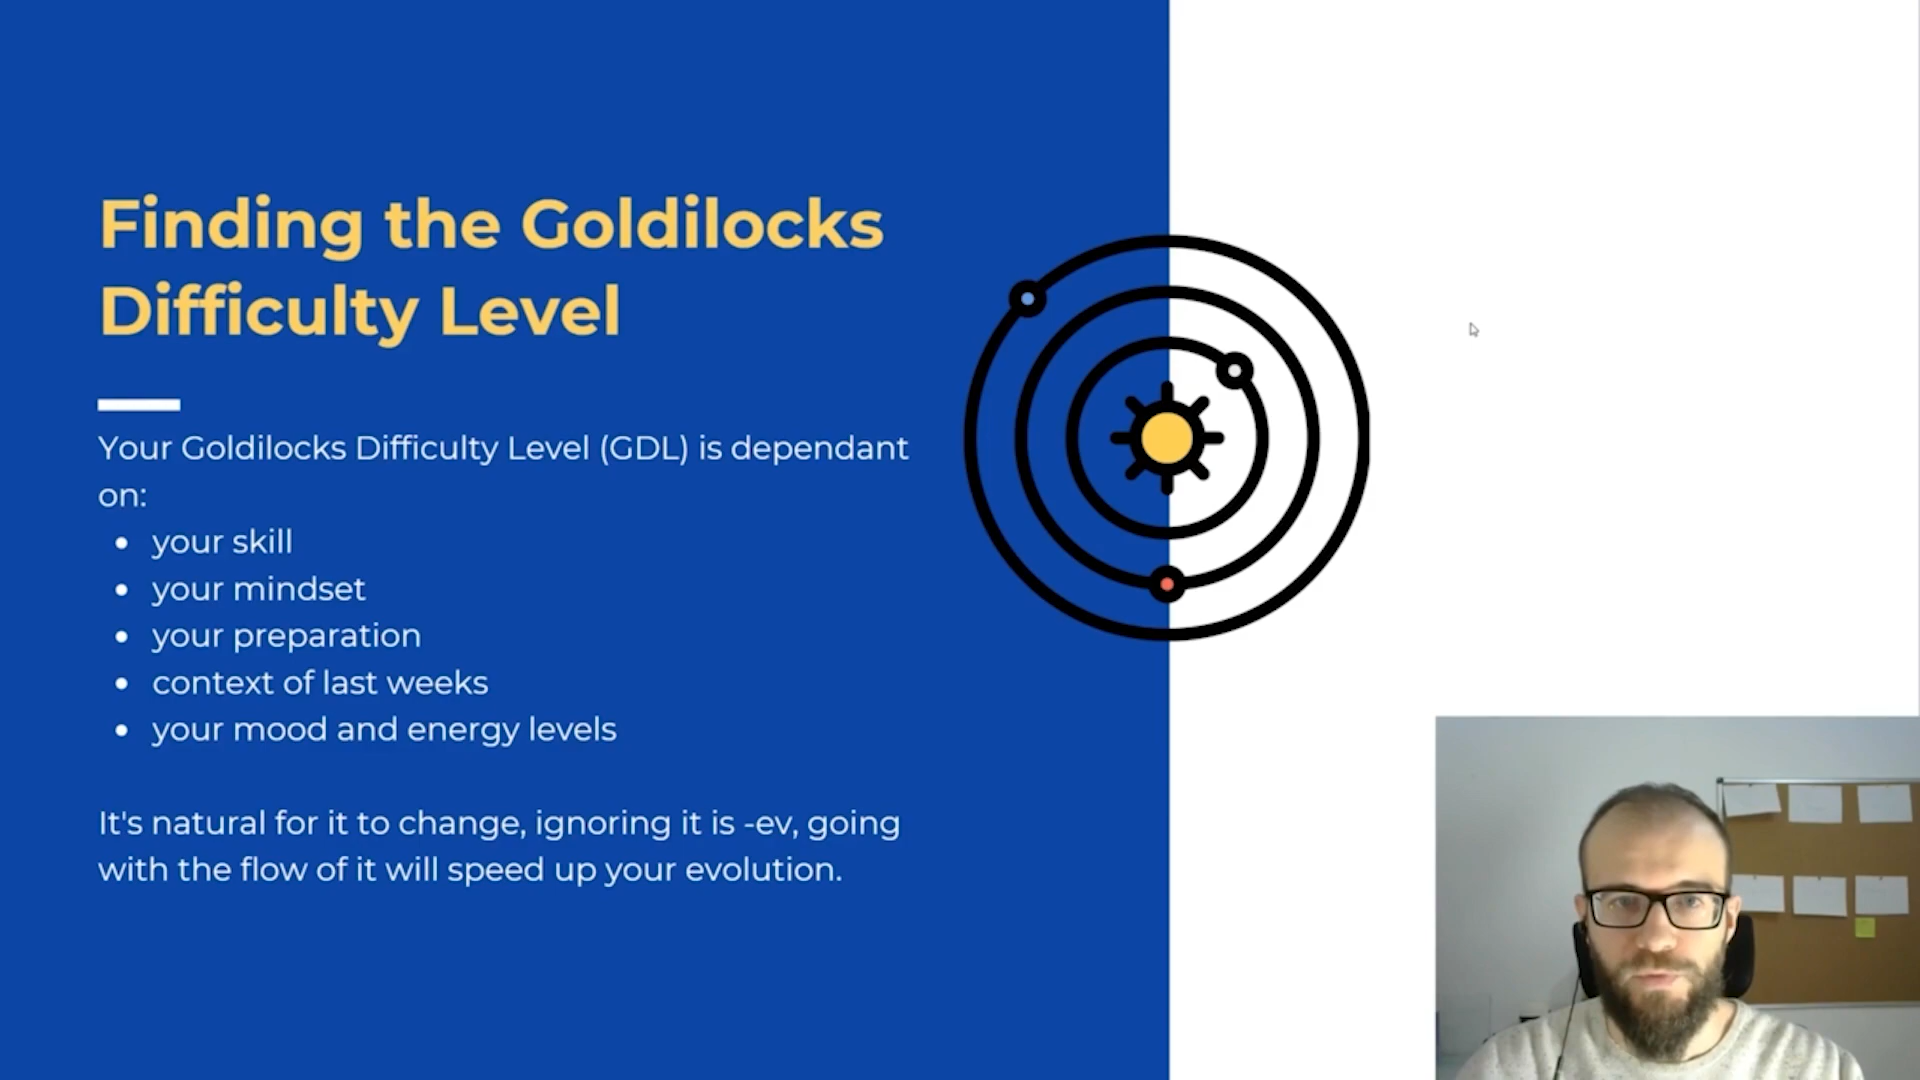 Finding the Goldilocks
Difficulty Level
Your Goldilocks Difficulty Level (GDL) is dependant
on:
• your skill
• your mindset
• your preparation
• context of last weeks
• your mood and energy levels
It's natural for it to change, ignoring it is -ev, going
with the flow of it will speed up your evolution.